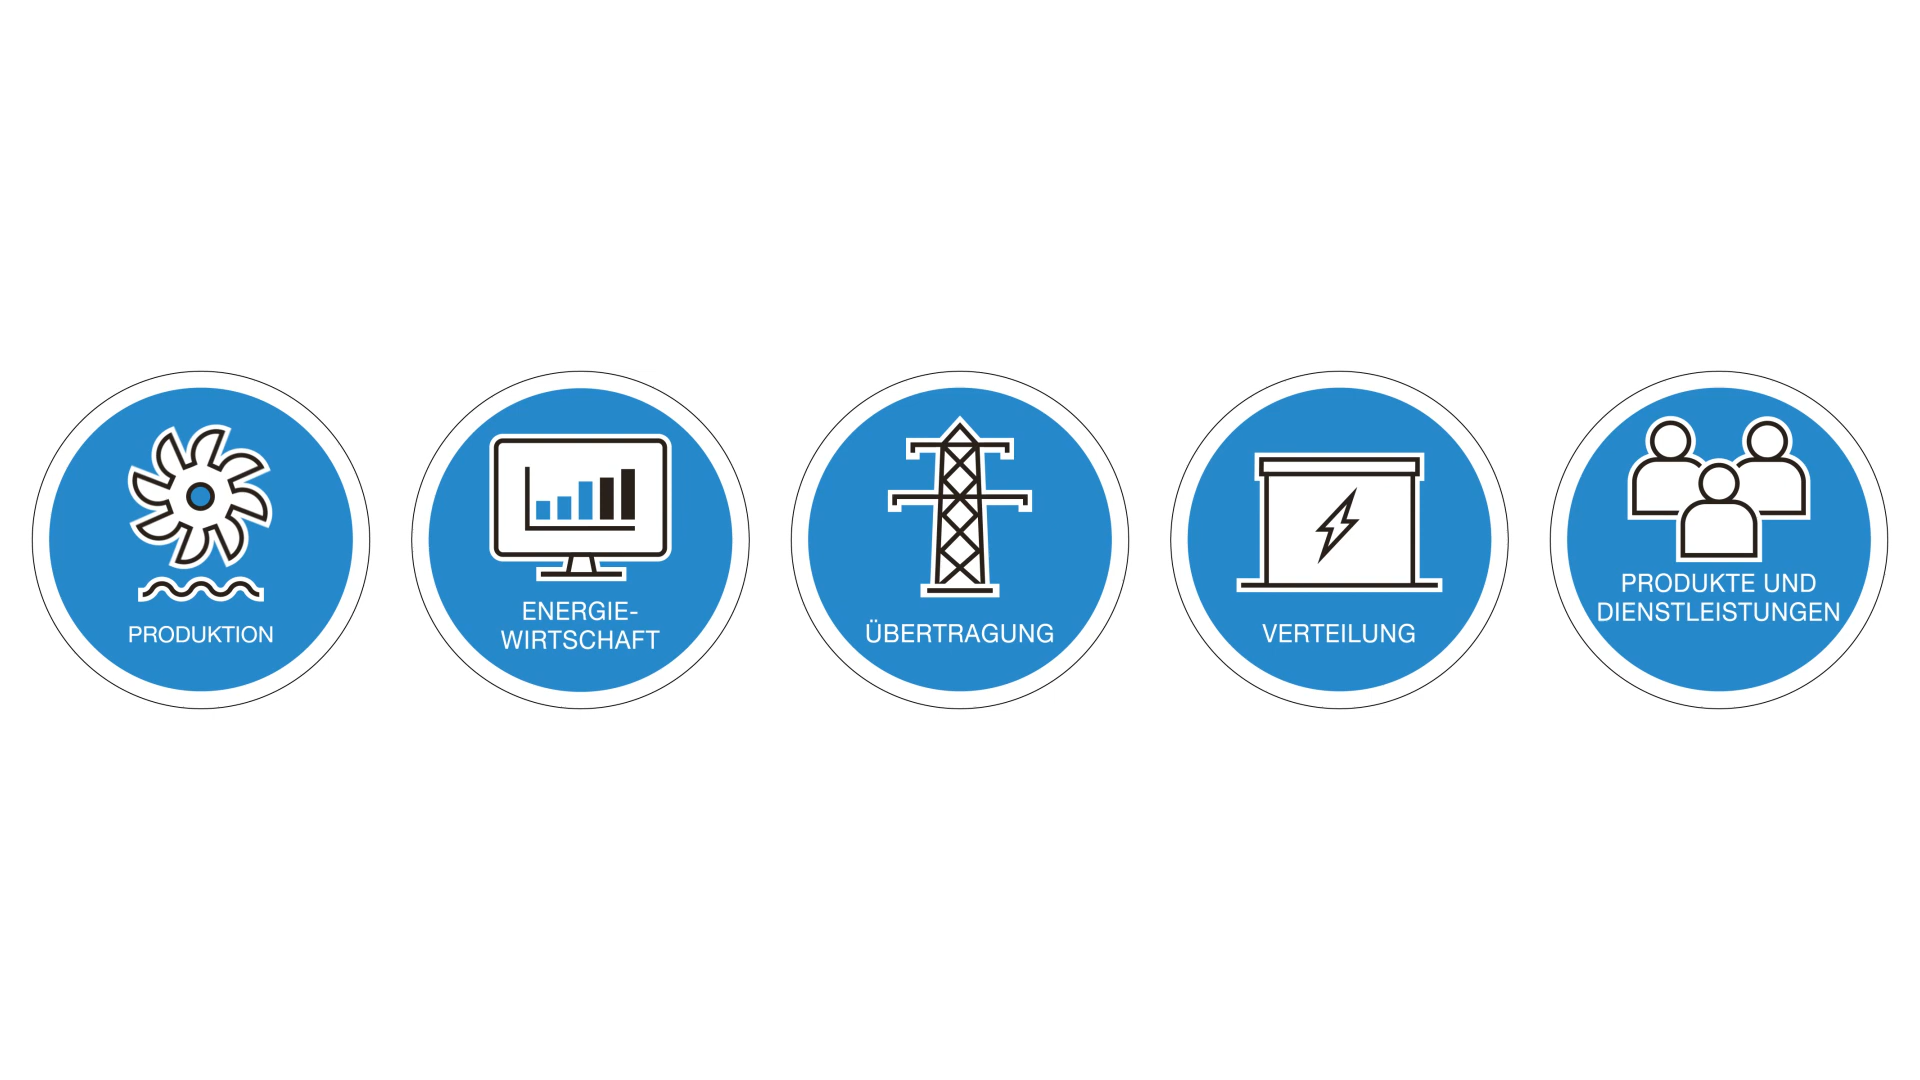 PRODUKTION
ENERGIE-
WIRTSCHAFT
ÜBERTRAGUNG
VERTEILUNG
PRODUKTE UND
DIENSTLEISTUNGEN